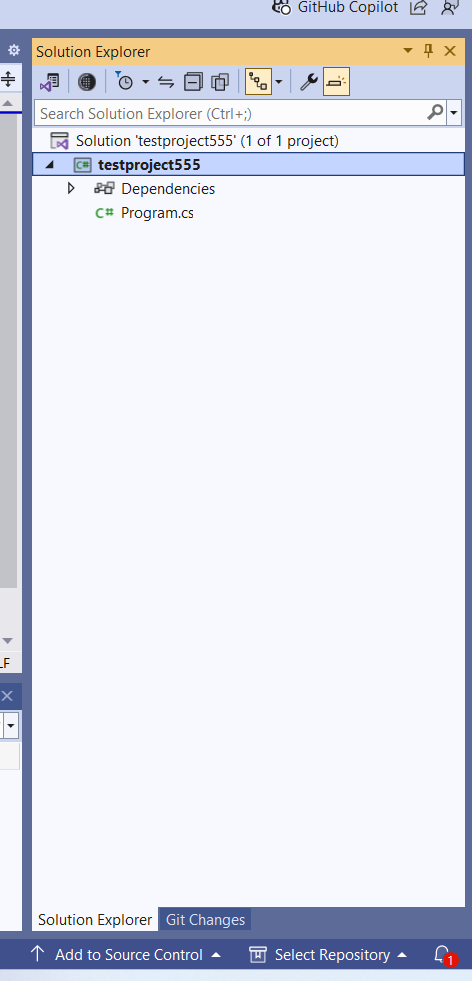 GitHub Copilot
Solution Explorer
Search Solution Explorer (Ctrl+;)
Solution 'testproject555' (1 of 1 project)
C# testproject555
Dependencies
C# Program.cs
LF
Solution Explorer Git Changes
Add to Source Control Select Repository 1